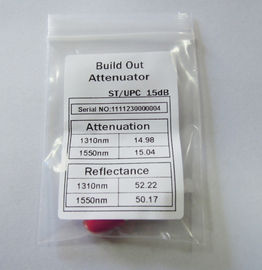 Build Out
Attenuator
ST/UPC 15dB
Serial NO:1111230000004
Attenuation
1310nm 14.98
1550nm 15.04
Reflectance
1310nm 52.22
1550nm 50.17